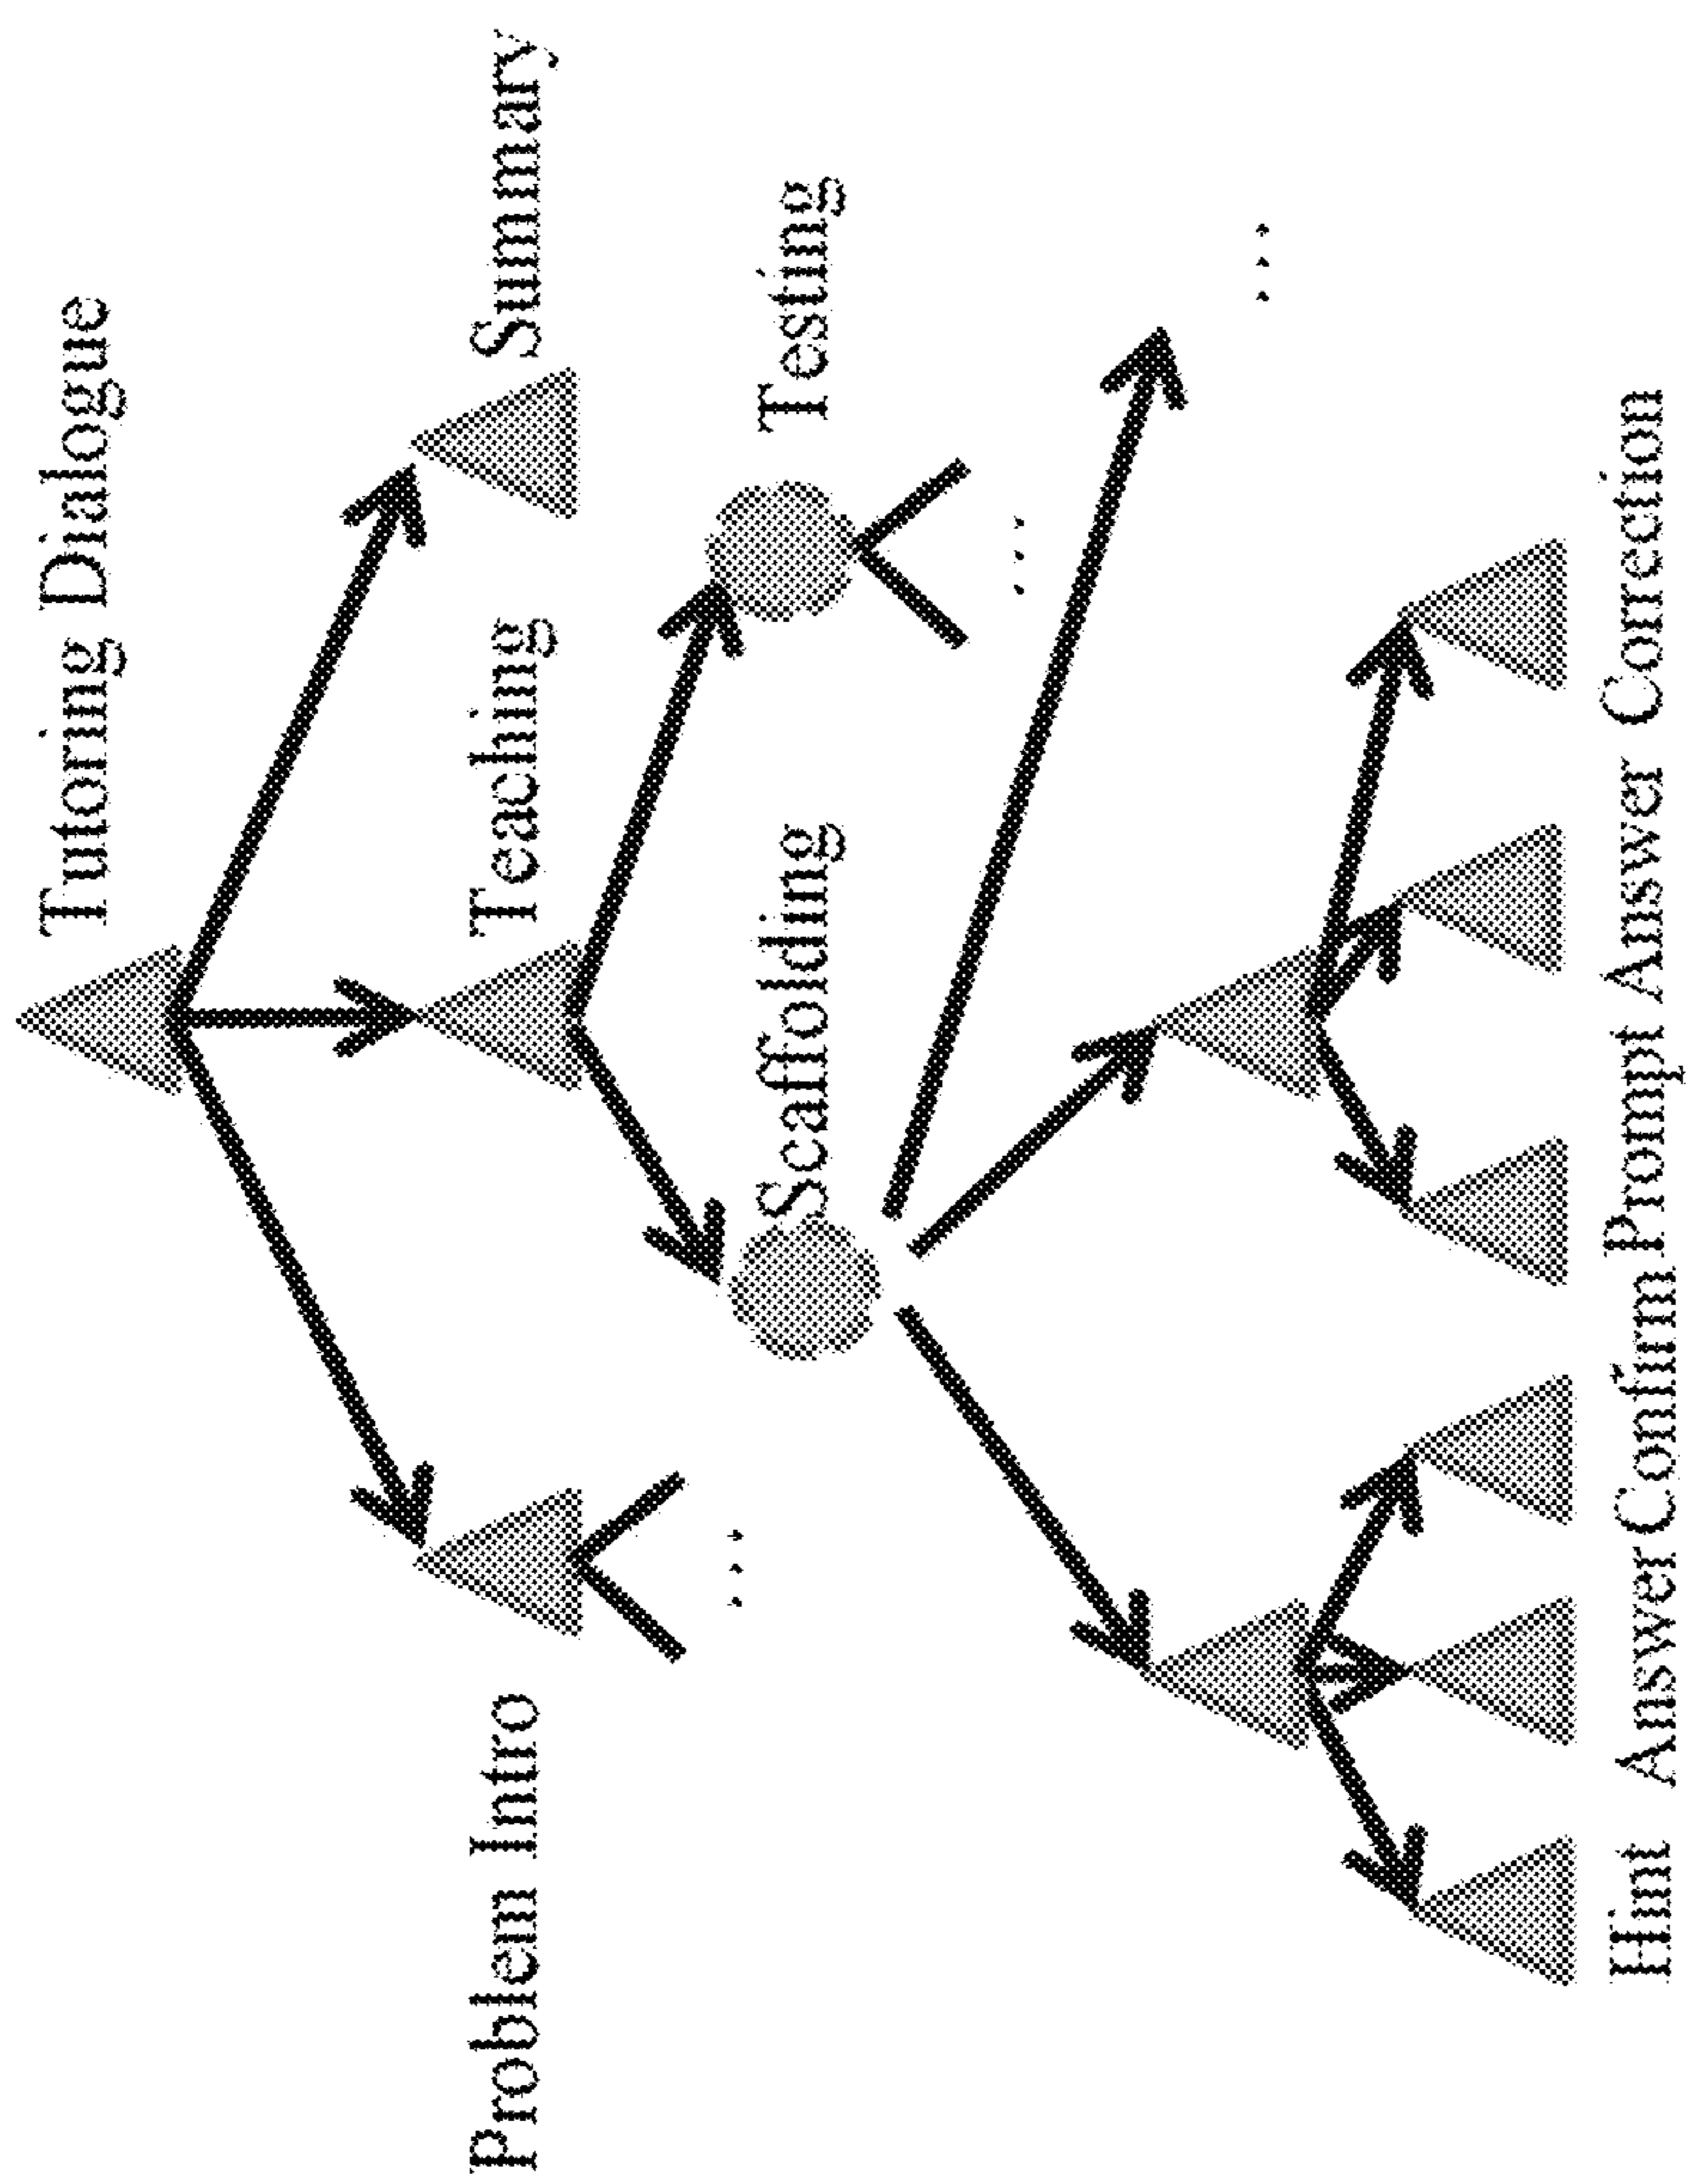 Tutoring Dialogue
Problem Intro
Teaching
Summary
...
Scaffolding
Testing
...
...
Hint Answer Confirm Prompt Answer Correction